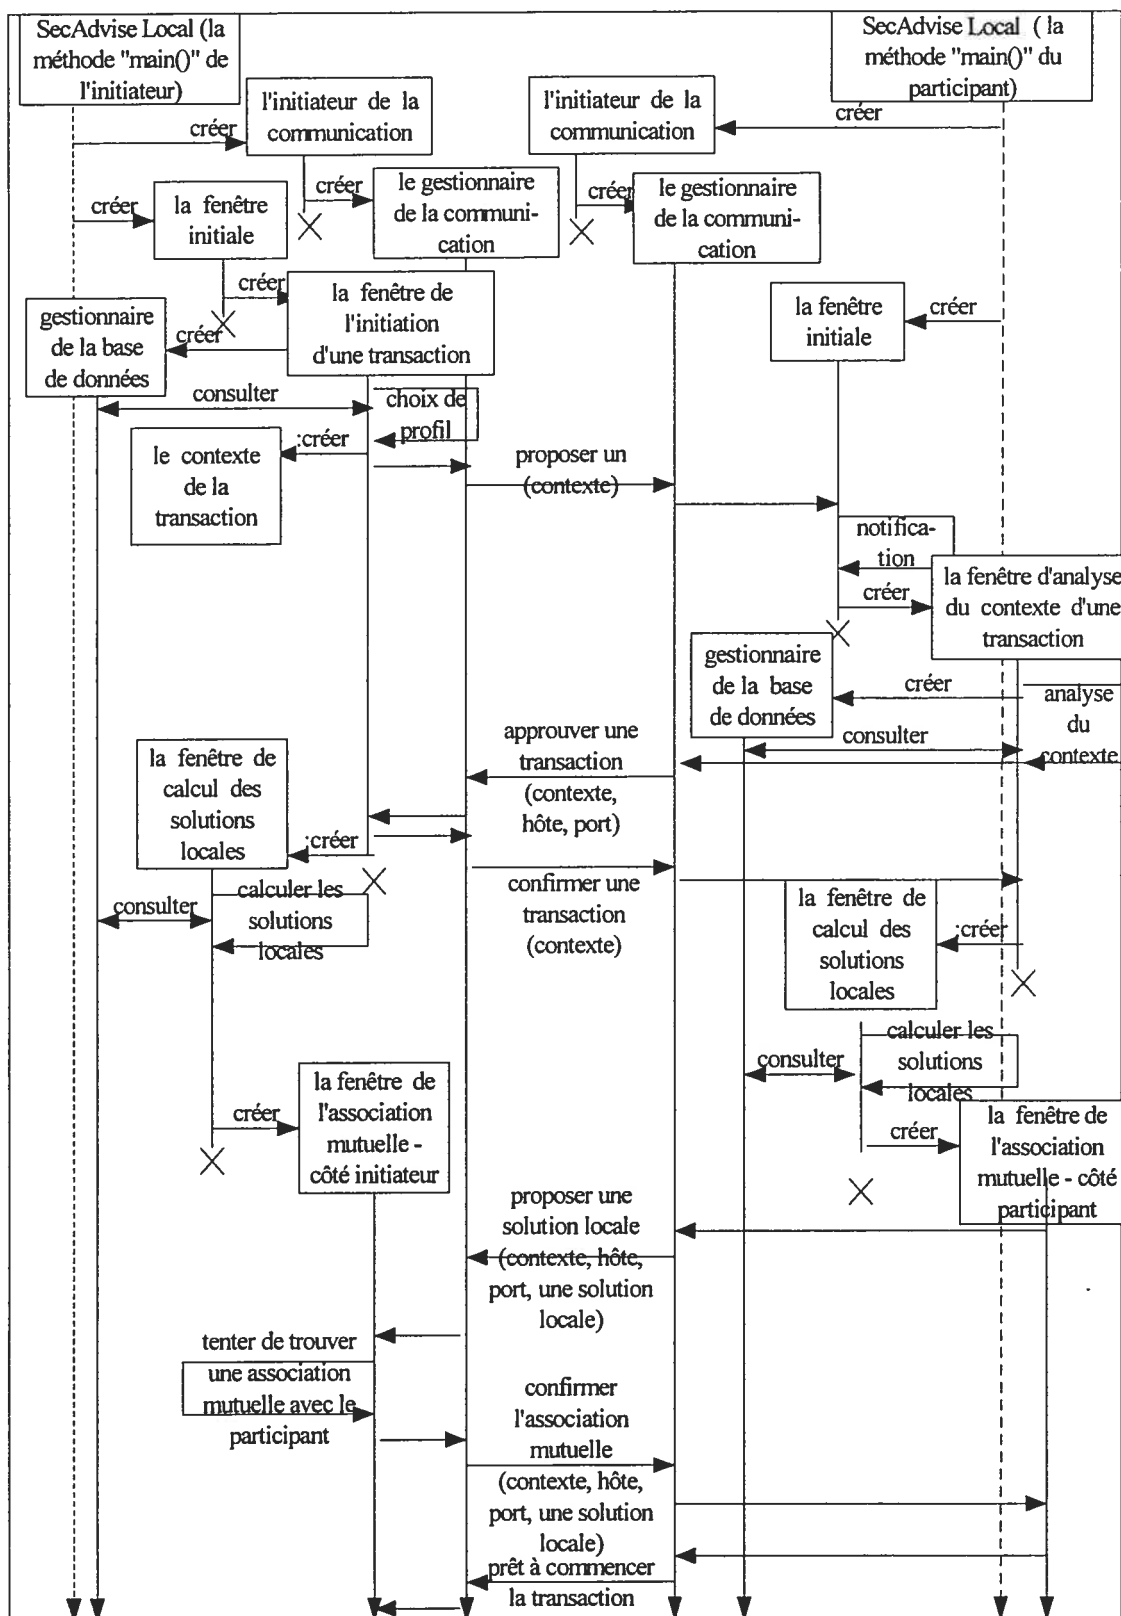 SecAdvise Local (la
méthode "main()" de
l'initiateur)
SecAdvise Local ( la
méthode "main()" du
participant)
l'initiateur de la
communication
l'initiateur de la
communication
créer
créer
créer
le gestionnaire
de la communi-
cation
créer
le gestionnaire
de la communi-
cation
créer
la fenêtre
initiale
créer
la fenêtre de
l'initiation
d'une transaction
la fenêtre
initiale
créer
gestionnaire
de la base
de données
créer
consulter
choix de
profil
:créer
le contexte
de la
transaction
proposer un
(contexte)
notifica-
tion
créer
la fenêtre d'analyse
du contexte d'une
transaction
gestionnaire
de la base
de données
créer
analyse
du
contexte
consulter
approuver une
transaction
(contexte,
hôte, port)
la fenêtre de
calcul des
solutions
locales
:créer
confirmer une
transaction
(contexte)
consulter
calculer les
solutions
locales
la fenêtre de
calcul des
solutions
locales
:créer
calculer les
solutions
locales
consulter
la fenêtre de
l'association
mutuelle -
côté initiateur
créer
créer
la fenêtre de
l'association
mutuelle - côté
participant
proposer une
solution locale
(contexte, hôte,
port, une solution
locale)
tenter de trouver
une association
mutuelle avec le
participant
confirmer
l'association
mutuelle
(contexte, hôte,
port, une solution
locale)
prêt à commencer
la transaction